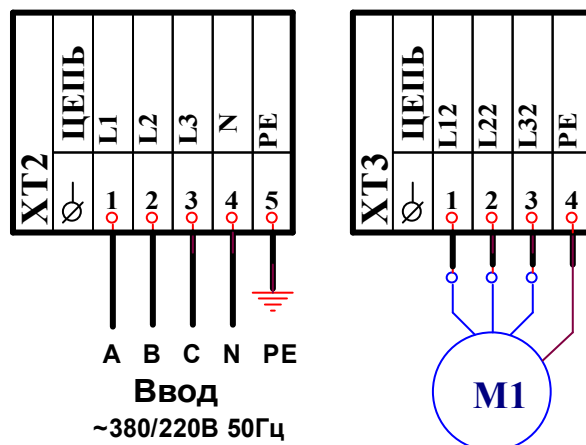 XT2
ЦЕПЬ L1 L2 L3 N PE
1 2 3 4 5
A B C N PE
Ввод
~380/220В 50Гц
XT3
ЦЕПЬ L12 L22 L32 PE
1 2 3 4
M1